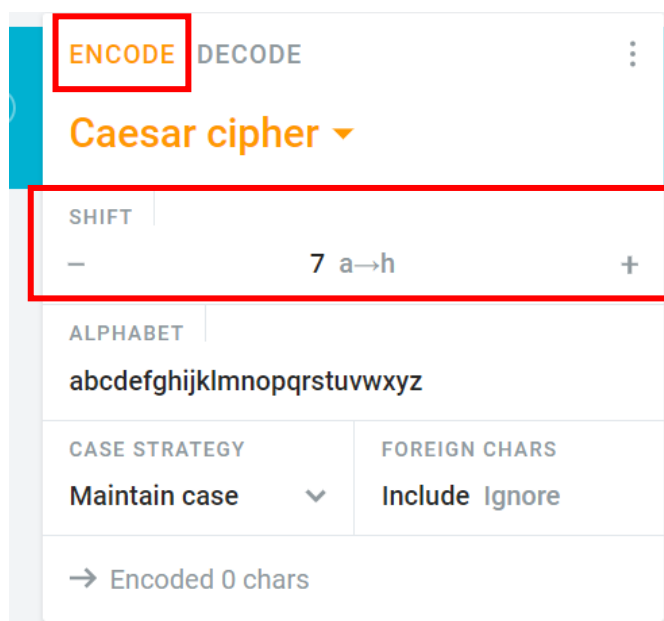 ENCODE DECODE
Caesar cipher
SHIFT
− 7 a→h +
ALPHABET
abcdefghijklmnopqrstuvwxyz
CASE STRATEGY FOREIGN CHARS
Maintain case Include Ignore
→ Encoded 0 chars